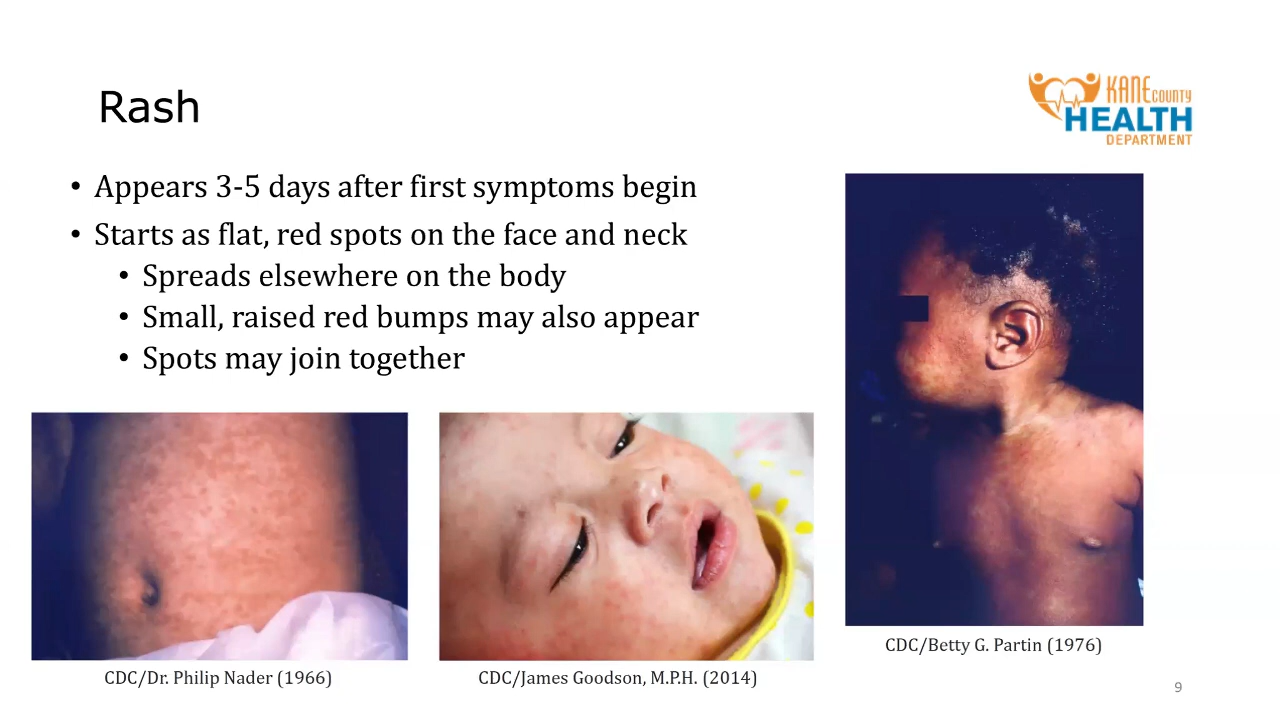 Rash
KANE COUNTY
HEALTH
DEPARTMENT
• Appears 3-5 days after first symptoms begin
• Starts as flat, red spots on the face and neck
• Spreads elsewhere on the body
• Small, raised red bumps may also appear
• Spots may join together
CDC/Dr. Philip Nader (1966)
CDC/James Goodson, M.P.H. (2014)
CDC/Betty G. Partin (1976)
9